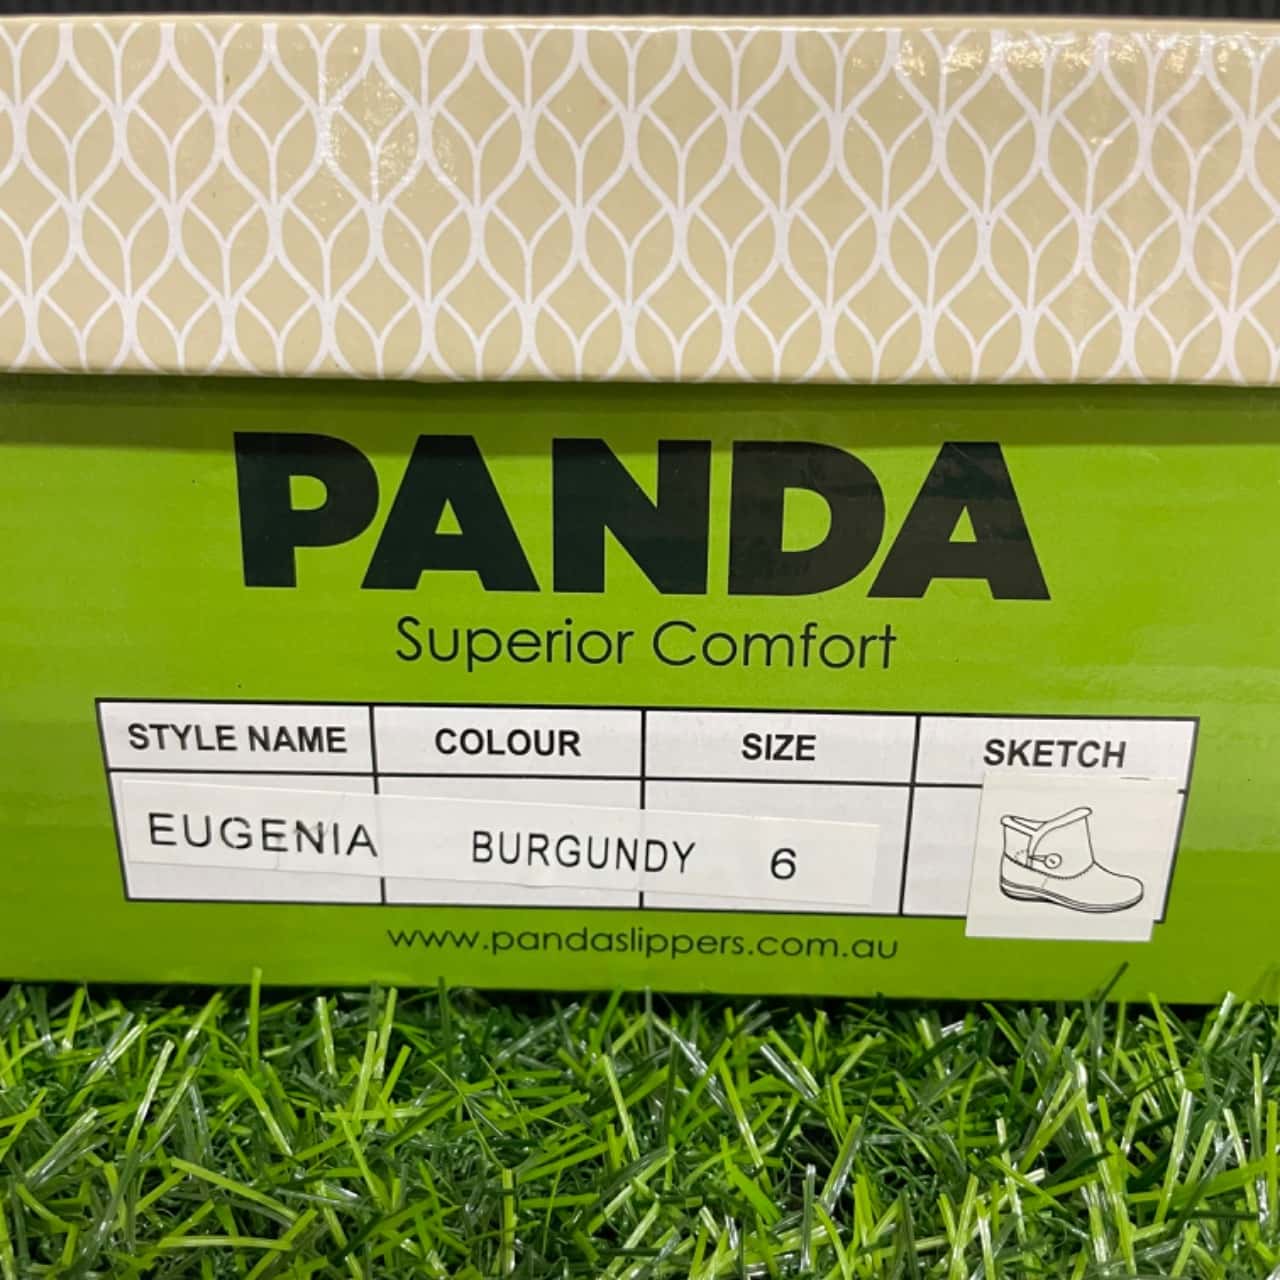 PANDA
Superior Comfort
STYLE NAME COLOUR SIZE SKETCH
EUGENIA BURGUNDY 6
www.pandaslippers.com.au